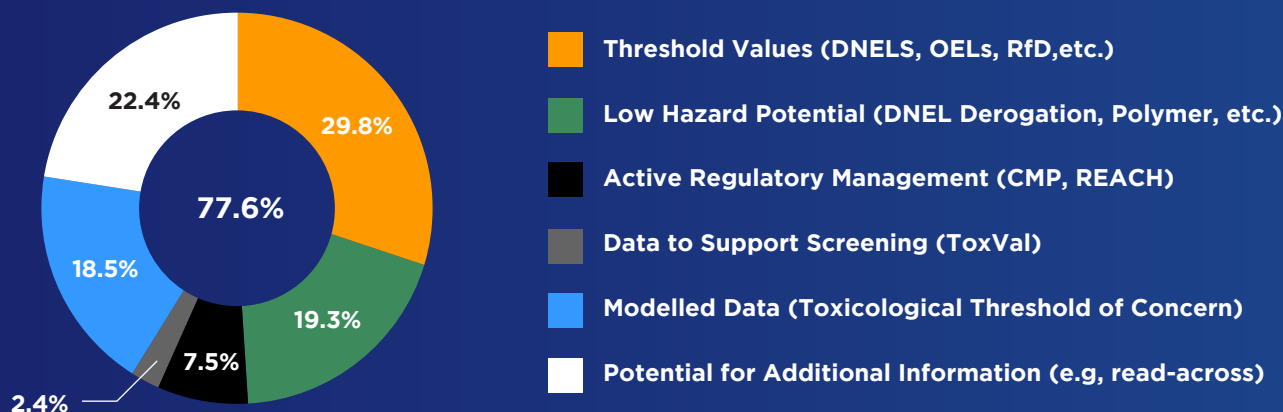 22.4%
29.8%
77.6%
18.5%
19.3%
7.5%
2.4%
Threshold Values (DNELS, OELs, RfD,etc.)
Low Hazard Potential (DNEL Derogation, Polymer, etc.)
Active Regulatory Management (CMP, REACH)
Data to Support Screening (ToxVal)
Modelled Data (Toxicological Threshold of Concern)
Potential for Additional Information (e.g, read-across)